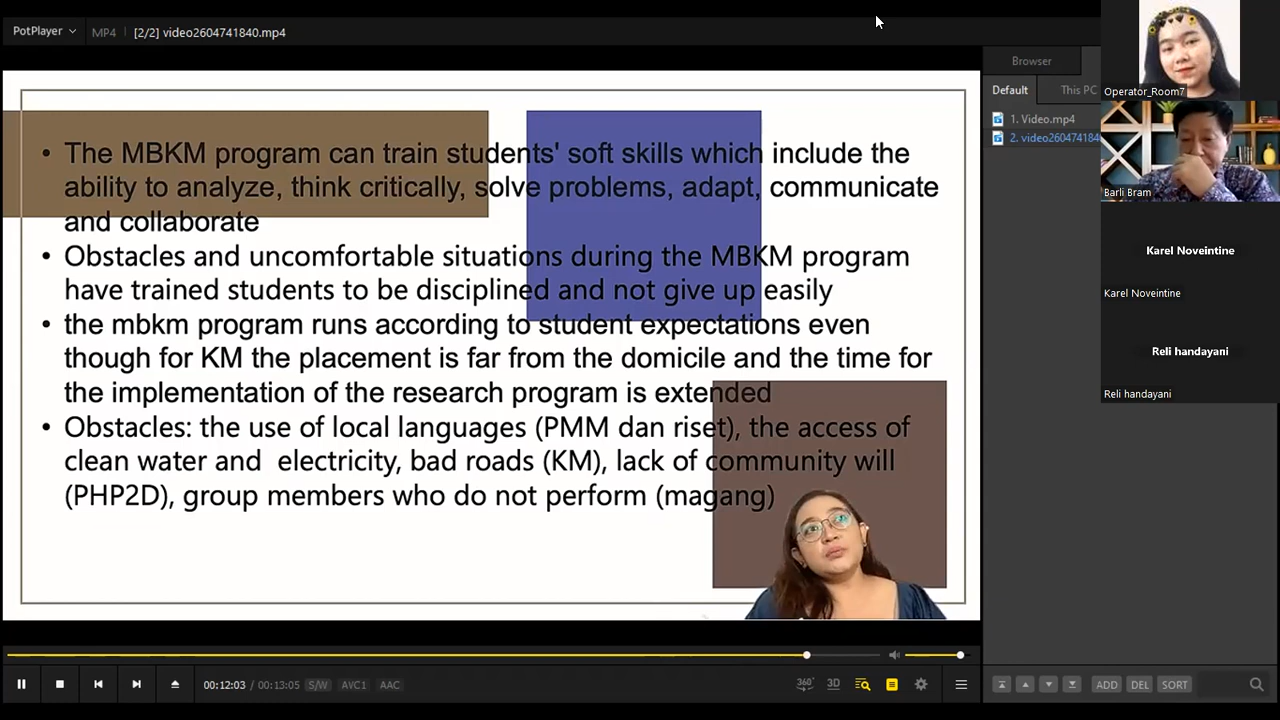 PotPlayer
MP4
[2/2] video2604741840.mp4
• The MBKM program can train students' soft skills which include the
ability to analyze, think critically, solve problems, adapt, communicate
and collaborate
• Obstacles and uncomfortable situations during the MBKM program
have trained students to be disciplined and not give up easily
• the mbkm program runs according to student expectations even
though for KM the placement is far from the domicile and the time for
the implementation of the research program is extended
• Obstacles: the use of local languages (PMM dan riset), the access of
clean water and  electricity, bad roads (KM), lack of community will
(PHP2D), group members who do not perform (magang)
00:12:03 / 00:13:05 S/W AVC1 AAC
360° 3D
Browser
Default This PC
1. Video.mp4
2. video260474184
ADD DEL SORT
Operator_Room7
Barli Bram
Karel Noveintine
Karel Noveintine
Reli handayani
Reli handayani